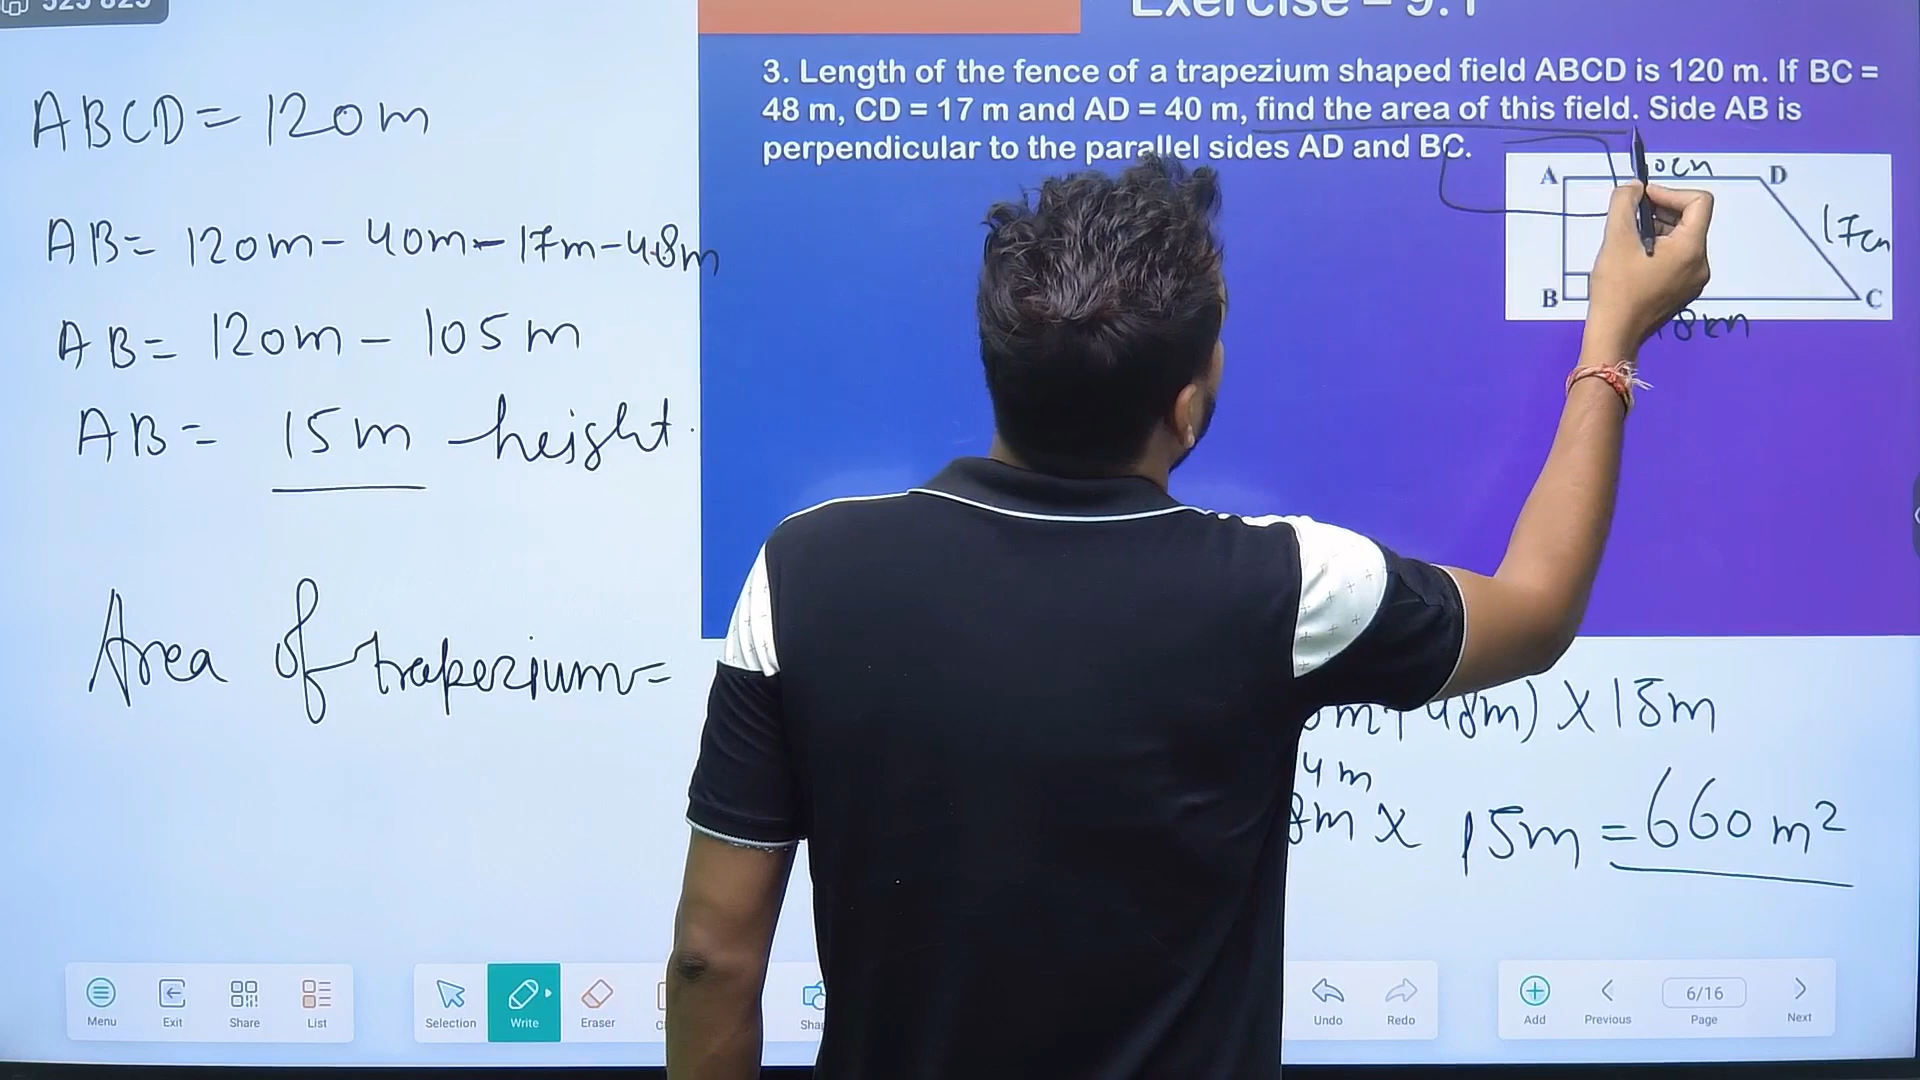 323 823
Exercise – 9.1
3. Length of the fence of a trapezium shaped field ABCD is 120 m. If BC =
48 m, CD = 17 m and AD = 40 m, find the area of this field. Side AB is
perpendicular to the parallel sides AD and BC.
A D
17cm
B C
ABCD = 120m
AB = 120m - 40m - 17m - 48m
AB = 120m - 105m
AB = 15m height
Area of trapezium =
48m) × 15m
4m
8m × 15m = 660m²
Menu Exit Share List Selection Write Eraser Undo Redo Add Previous 6/16 Page Next